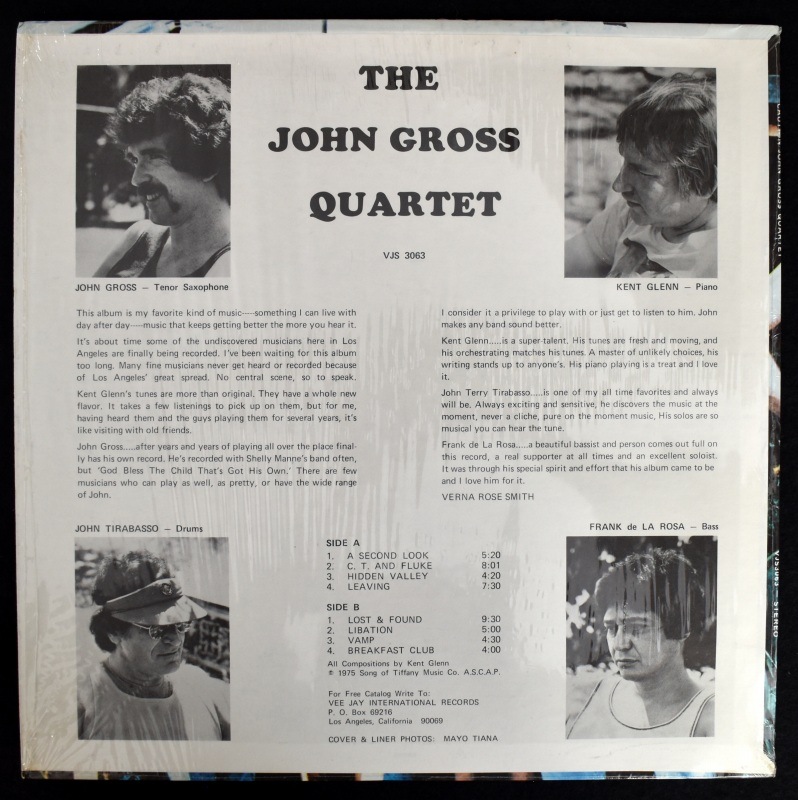 THE
JOHN GROSS
QUARTET
VJS 3063
JOHN GROSS — Tenor Saxophone
KENT GLENN — Piano
This album is my favorite kind of music-----something I can live with
day after day-----music that keeps getting better the more you hear it.
It's about time some of the undiscovered musicians here in Los
Angeles are finally being recorded. I've been waiting for this album
too long. Many fine musicians never get heard or recorded because
of Los Angeles' great spread. No central scene, so to speak.
Kent Glenn's tunes are more than original. They have a whole new
flavor. It takes a few listenings to pick up on them, but for me,
having heard them and the guys playing them for several years, it's
like visiting with old friends.
John Gross.....after years and years of playing all over the place final-
ly has his own record. He's recorded with Shelly Manne's band often,
but 'God Bless The Child That's Got His Own.' There are few
musicians who can play as well, as pretty, or have the wide range
of John.
I consider it a privilege to play with or just get to listen to him. John
makes any band sound better.
Kent Glenn.....is a super-talent. His tunes are fresh and moving, and
his orchestrating matches his tunes. A master of unlikely choices, his
writing stands up to anyone's. His piano playing is a treat and I love
it.
John Terry Tirabasso.....is one of my all time favorites and always
will be. Always exciting and sensitive, he discovers the music at the
moment, never a cliche, pure on the moment music, His solos are so
musical you can hear the tune.
Frank de La Rosa.....a beautiful bassist and person comes out full on
this record, a real supporter at all times and an excellent soloist.
It was through his special spirit and effort that his album came to be
and I love him for it.
VERNA ROSE SMITH
JOHN TIRABASSO — Drums
FRANK de LA ROSA — Bass
SIDE A
1. A SECOND LOOK 5:20
2. C. T. AND FLUKE 8:01
3. HIDDEN VALLEY 4:20
4. LEAVING 7:30
SIDE B
1. LOST & FOUND 9:30
2. LIBATION 5:00
3. VAMP 4:30
4. BREAKFAST CLUB 4:00
All Compositions by Kent Glenn
℗ 1975 Song of Tiffany Music Co. A.S.C.A.P.
For Free Catalog Write To:
VEE JAY INTERNATIONAL RECORDS
P. O. Box 69216
Los Angeles, California 90069
COVER & LINER PHOTOS: MAYO TIANA
JOHN GROSS QUARTET
VJS3063 — STEREO